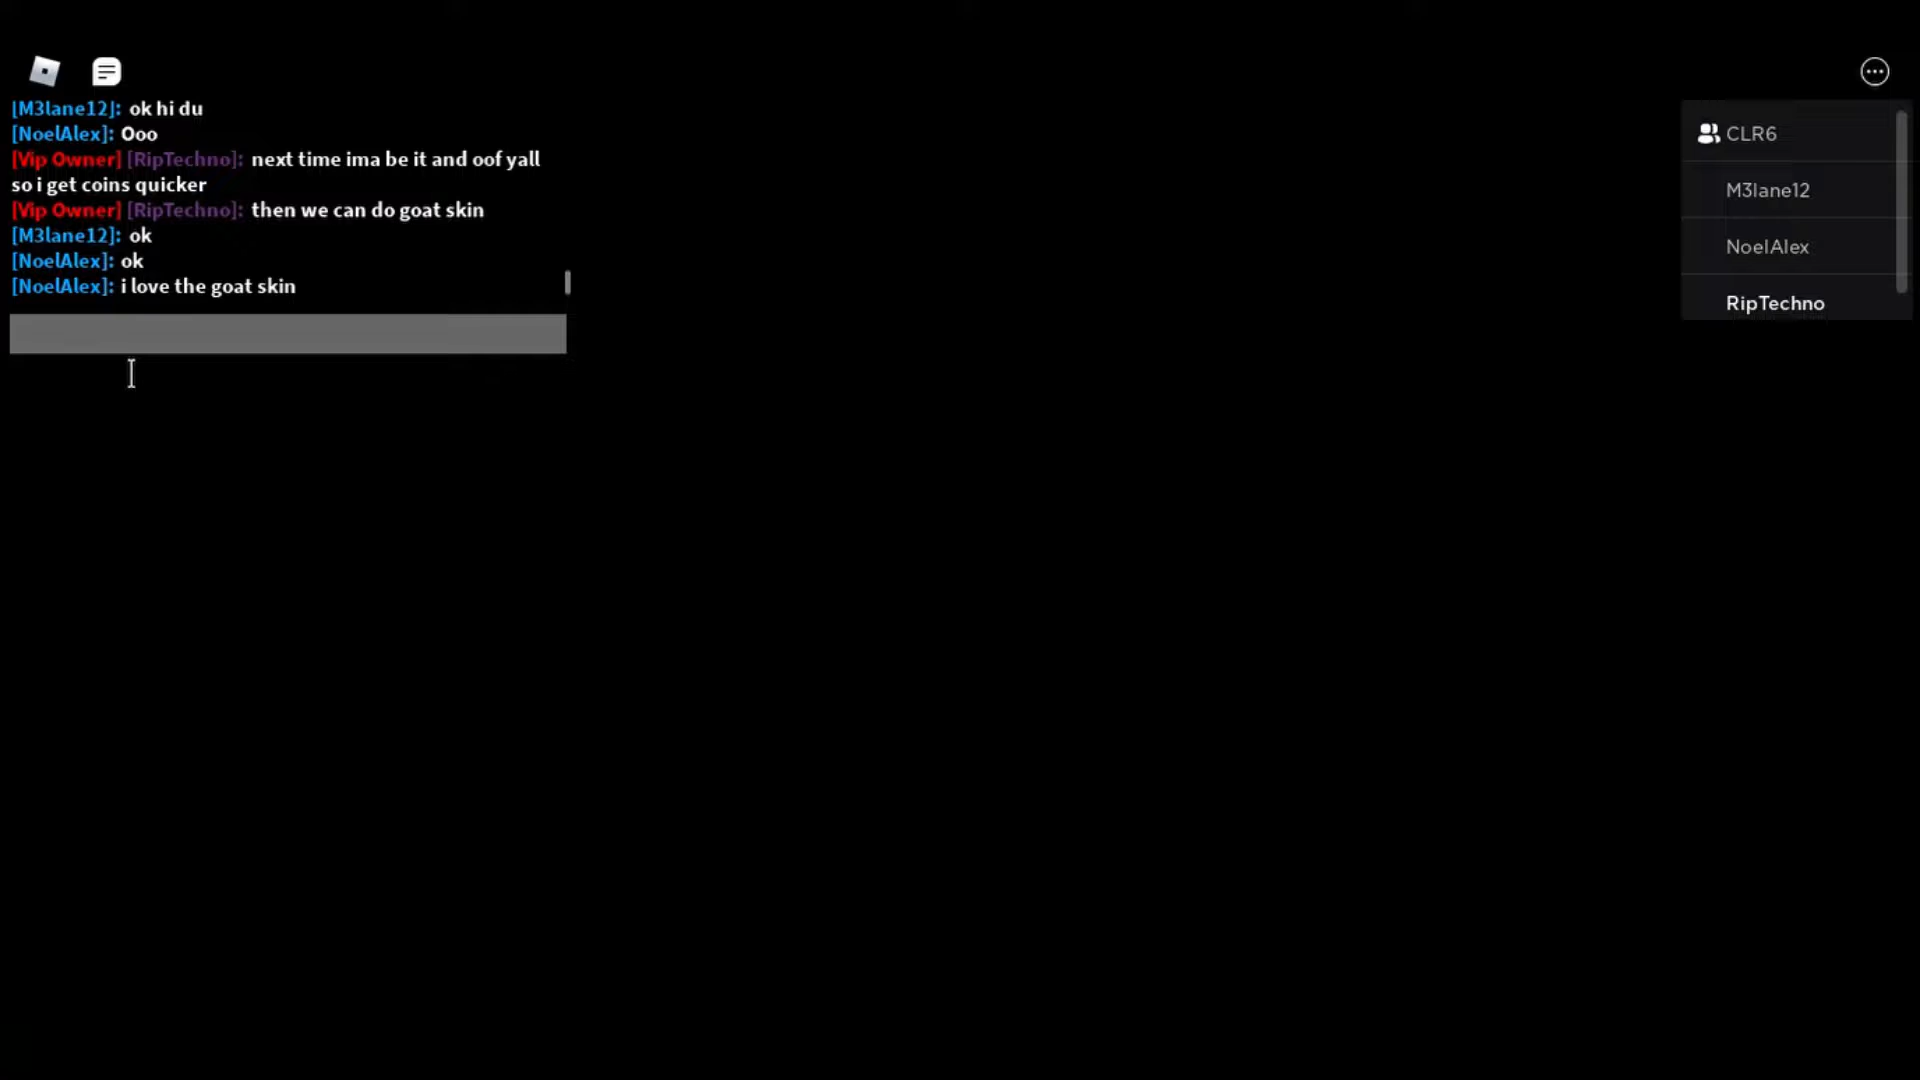 [M3lane12]: ok hi du
[NoelAlex]: Ooo
[Vip Owner] [RipTechno]: next time ima be it and oof yall
so i get coins quicker
[Vip Owner] [RipTechno]: then we can do goat skin
[M3lane12]: ok
[NoelAlex]: ok
[NoelAlex]: i love the goat skin
CLR6
M3lane12
NoelAlex
RipTechno